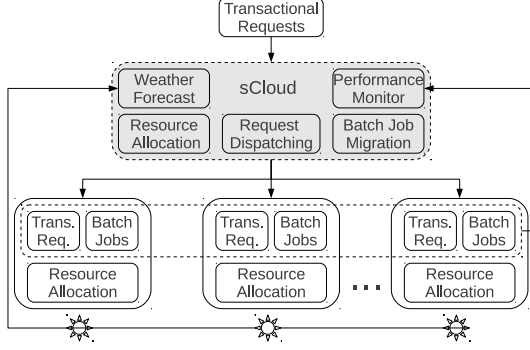 Transactional
Requests
Weather
Forecast
sCloud
Performance
Monitor
Resource
Allocation
Request
Dispatching
Batch Job
Migration
Trans.
Req.
Batch
Jobs
Resource
Allocation
Trans.
Req.
Batch
Jobs
Resource
Allocation
...
Trans.
Req.
Batch
Jobs
Resource
Allocation